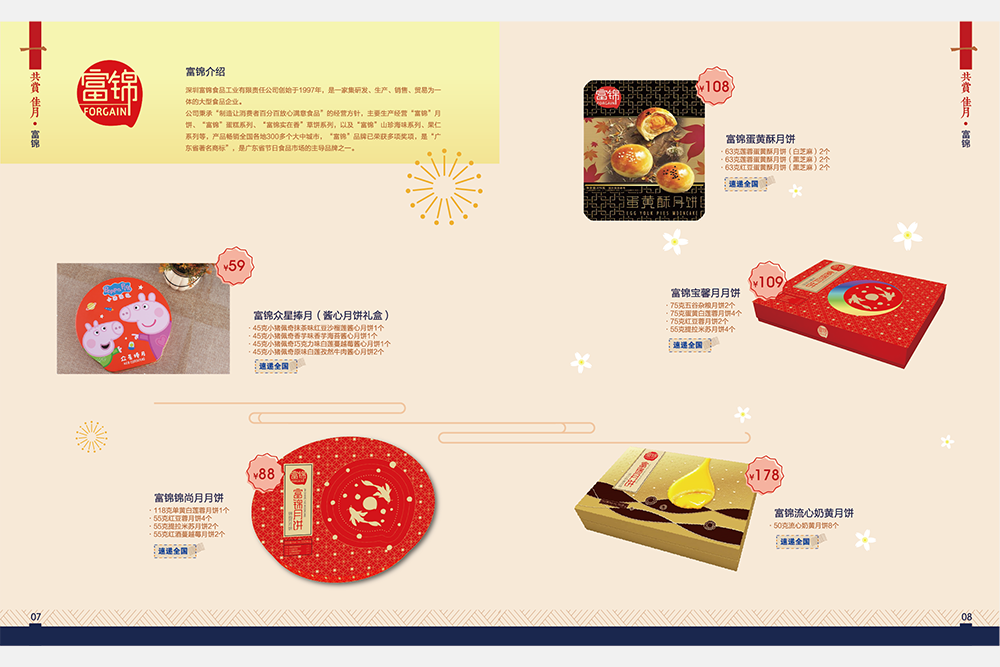 共賞 佳月・富锦
富锦
FORGAIN
富锦介绍
深圳富锦食品工业有限责任公司创始于1997年，是一家集研发、生产、销售、贸易为一
体的大型食品企业。
公司秉承“制造让消费者百分百放心满意食品”的经营方针，主要生产经营“富锦”月
饼、“富锦”蛋糕系列、“富锦实在香”草饼系列，以及“富锦”山珍海味系列、果仁
系列等，产品畅销全国各地300多个大中城市，“富锦”品牌已荣获多项奖项，是“广
东省著名商标”，是广东省节日食品市场的主导品牌之一。
¥59
富锦众星捧月（酱心月饼礼盒）
· 45克小猪佩奇抹茶味红豆沙榴莲酱心月饼1个
· 45克小猪佩奇香芋味香芋海苔酱心月饼1个
· 45克小猪佩奇巧克力味白莲蔓越莓酱心月饼1个
· 45克小猪佩奇原味白莲孜然牛肉酱心月饼2个
速递全国
众星捧月
¥88
富锦月饼
富锦锦尚月月饼
· 118克单黄白莲蓉月饼1个
· 55克红豆蓉月饼4个
· 55克提拉米苏月饼2个
· 55克红酒蔓越莓月饼2个
速递全国
07
共賞 佳月・富锦
富锦
¥108
蛋黄酥月饼
EGG YOLK PIES MOONCAKE
富锦蛋黄酥月饼
· 63克莲蓉蛋黄酥月饼（白芝麻）2个
· 63克莲蓉蛋黄酥月饼（黑芝麻）2个
· 63克红豆蛋黄酥月饼（黑芝麻）2个
速递全国
¥109
富锦宝馨月月饼
· 75克五谷杂粮月饼2个
· 75克蛋黄白莲蓉月饼4个
· 75克红豆蓉月饼2个
· 55克提拉米苏月饼4个
速递全国
¥178
富锦月饼
富锦流心奶黄月饼
· 50克流心奶黄月饼8个
速递全国
08